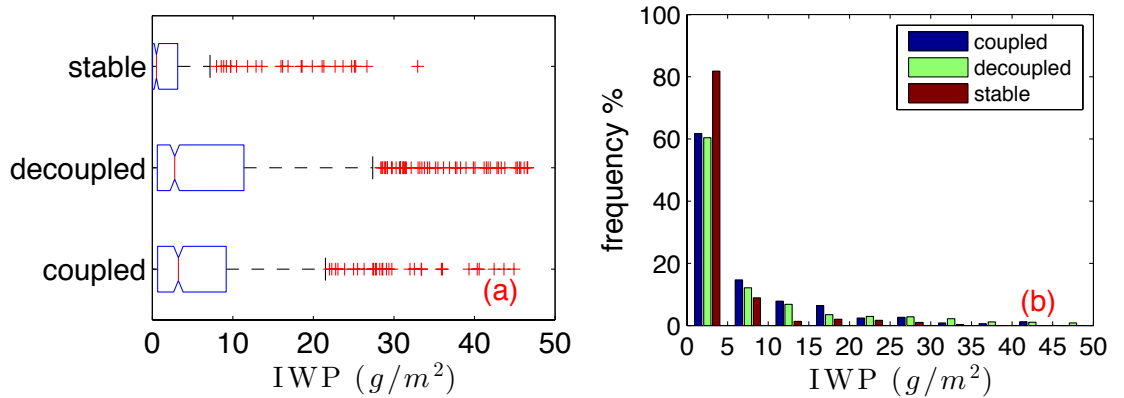 stable
decoupled
coupled
(a)
0 10 20 30 40 50
IWP (g/m²)
100
80
60
40
20
0
frequency %
coupled
decoupled
stable
(b)
0 5 10 15 20 25 30 35 40 45 50
IWP (g/m²)